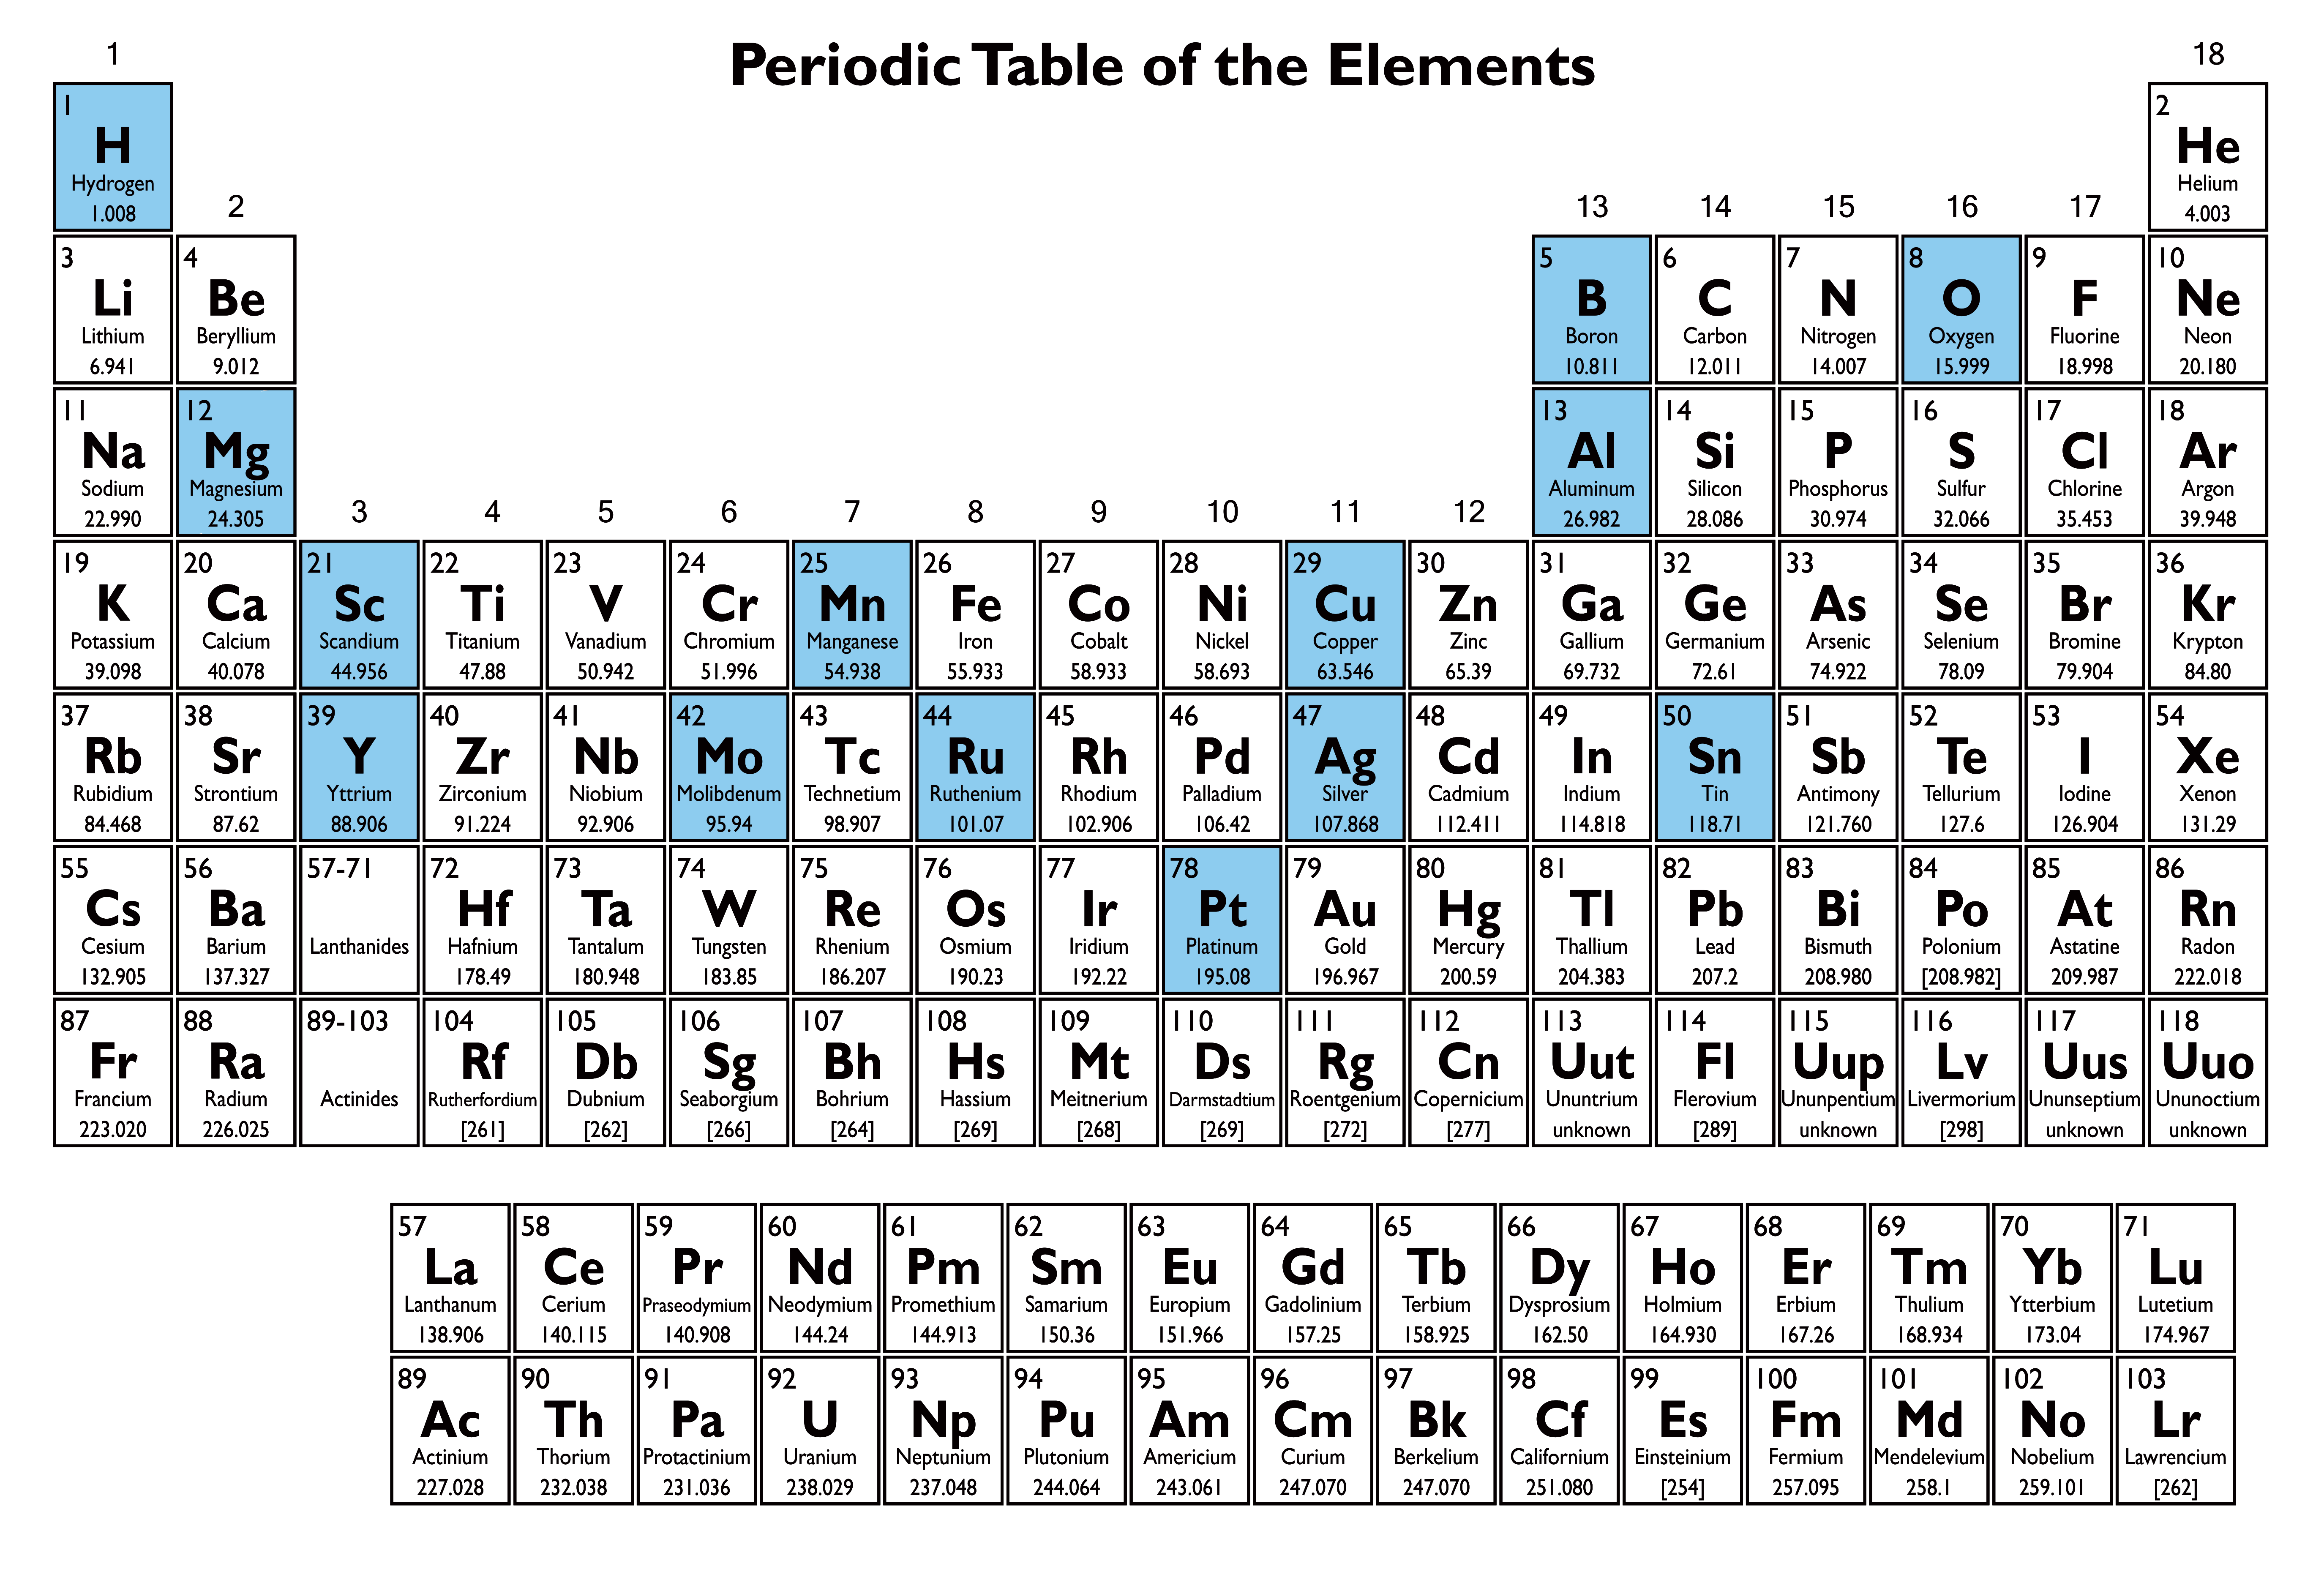 Periodic Table of the Elements
1 18
1 2
H He
Hydrogen Helium
1.008 4.003
2 13 14 15 16 17
3 4 5 6 7 8 9 10
Li Be B C N O F Ne
Lithium Beryllium Boron Carbon Nitrogen Oxygen Fluorine Neon
6.941 9.012 10.811 12.011 14.007 15.999 18.998 20.180
11 12 13 14 15 16 17 18
Na Mg Al Si P S Cl Ar
Sodium Magnesium Aluminum Silicon Phosphorus Sulfur Chlorine Argon
22.990 24.305 26.982 28.086 30.974 32.066 35.453 39.948
3 4 5 6 7 8 9 10 11 12
19 20 21 22 23 24 25 26 27 28 29 30 31 32 33 34 35 36
K Ca Sc Ti V Cr Mn Fe Co Ni Cu Zn Ga Ge As Se Br Kr
Potassium Calcium Scandium Titanium Vanadium Chromium Manganese Iron Cobalt Nickel Copper Zinc Gallium Germanium Arsenic Selenium Bromine Krypton
39.098 40.078 44.956 47.88 50.942 51.996 54.938 55.933 58.933 58.693 63.546 65.39 69.732 72.61 74.922 78.09 79.904 84.80
37 38 39 40 41 42 43 44 45 46 47 48 49 50 51 52 53 54
Rb Sr Y Zr Nb Mo Tc Ru Rh Pd Ag Cd In Sn Sb Te I Xe
Rubidium Strontium Yttrium Zirconium Niobium Molibdenum Technetium Ruthenium Rhodium Palladium Silver Cadmium Indium Tin Antimony Tellurium Iodine Xenon
84.468 87.62 88.906 91.224 92.906 95.94 98.907 101.07 102.906 106.42 107.868 112.411 114.818 118.71 121.760 127.6 126.904 131.29
55 56 57-71 72 73 74 75 76 77 78 79 80 81 82 83 84 85 86
Cs Ba Hf Ta W Re Os Ir Pt Au Hg Tl Pb Bi Po At Rn
Cesium Barium Lanthanides Hafnium Tantalum Tungsten Rhenium Osmium Iridium Platinum Gold Mercury Thallium Lead Bismuth Polonium Astatine Radon
132.905 137.327 178.49 180.948 183.85 186.207 190.23 192.22 195.08 196.967 200.59 204.383 207.2 208.980 [208.982] 209.987 222.018
87 88 89-103 104 105 106 107 108 109 110 111 112 113 114 115 116 117 118
Fr Ra Rf Db Sg Bh Hs Mt Ds Rg Cn Uut Fl Uup Lv Uus Uuo
Francium Radium Actinides Rutherfordium Dubnium Seaborgium Bohrium Hassium Meitnerium Darmstadtium Roentgenium Copernicium Ununtrium Flerovium Ununpentium Livermorium Ununseptium Ununoctium
223.020 226.025 [261] [262] [266] [264] [269] [268] [269] [272] [277] unknown [289] unknown [298] unknown unknown
57 58 59 60 61 62 63 64 65 66 67 68 69 70 71
La Ce Pr Nd Pm Sm Eu Gd Tb Dy Ho Er Tm Yb Lu
Lanthanum Cerium Praseodymium Neodymium Promethium Samarium Europium Gadolinium Terbium Dysprosium Holmium Erbium Thulium Ytterbium Lutetium
138.906 140.115 140.908 144.24 144.913 150.36 151.966 157.25 158.925 162.50 164.930 167.26 168.934 173.04 174.967
89 90 91 92 93 94 95 96 97 98 99 100 101 102 103
Ac Th Pa U Np Pu Am Cm Bk Cf Es Fm Md No Lr
Actinium Thorium Protactinium Uranium Neptunium Plutonium Americium Curium Berkelium Californium Einsteinium Fermium Mendelevium Nobelium Lawrencium
227.028 232.038 231.036 238.029 237.048 244.064 243.061 247.070 247.070 251.080 [254] 257.095 258.1 259.101 [262]